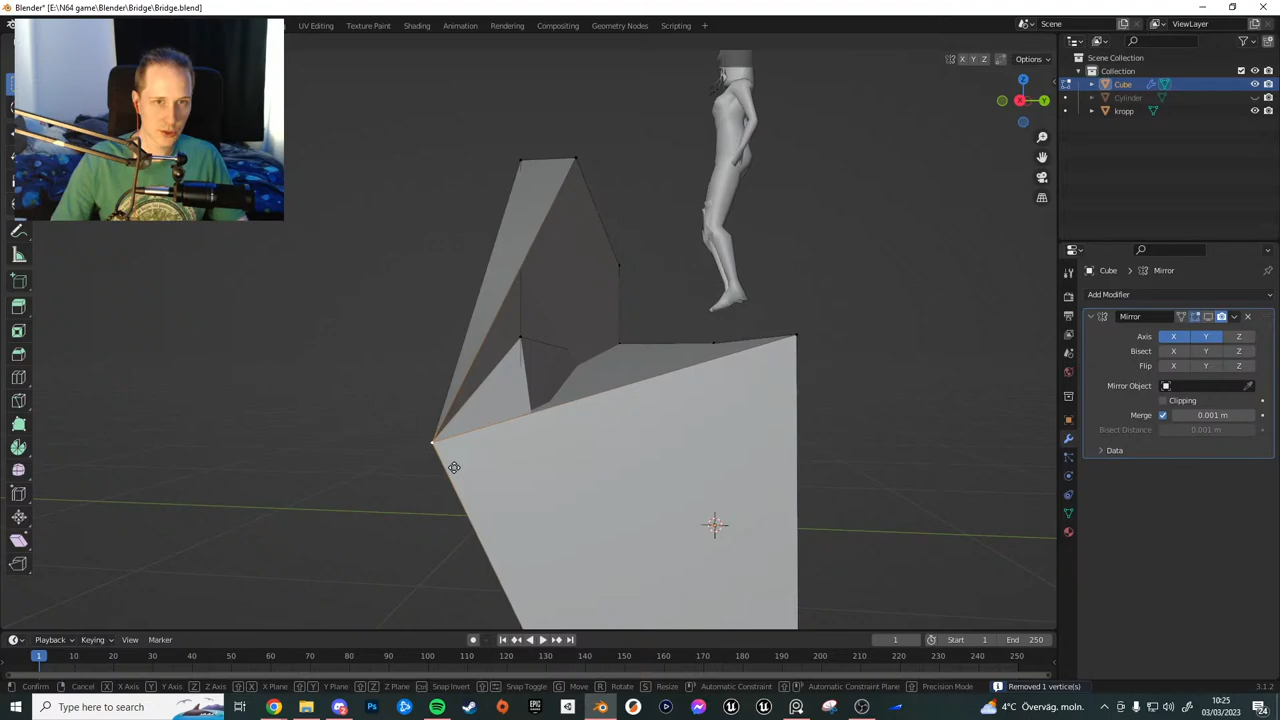 Blender* [E:\N64 game\Blender\Bridge\Bridge.blend]
UV Editing Texture Paint Shading Animation Rendering Compositing Geometry Nodes Scripting +
Scene
ViewLayer
X Y Z Options
Z
X Y
Scene Collection
Collection
Cube
Cylinder
kropp
Cube > Mirror
Add Modifier
Mirror
Axis X Y Z
Bisect X Y Z
Flip X Y Z
Mirror Object
Clipping
Merge 0.001 m
Bisect Distance 0.001 m
Data
Playback Keying View Marker
1 Start 1 End 250
1 10 20 30 40 50 60 70 80 90 100 110 120 130 140 150 160 170 180 190 200 210 220 230 240 250
Confirm Cancel X X Axis Y Y Axis Z Z Axis X X Plane Y Y Plane Z Z Plane Ctrl Snap Invert Snap Toggle G Move R Rotate S Resize Automatic Constraint Automatic Constraint Plane Precision Mode Removed 1 vertice(s) 3.1.2
Type here to search
4°C Överväg. moln.
10:25
03/03/2023